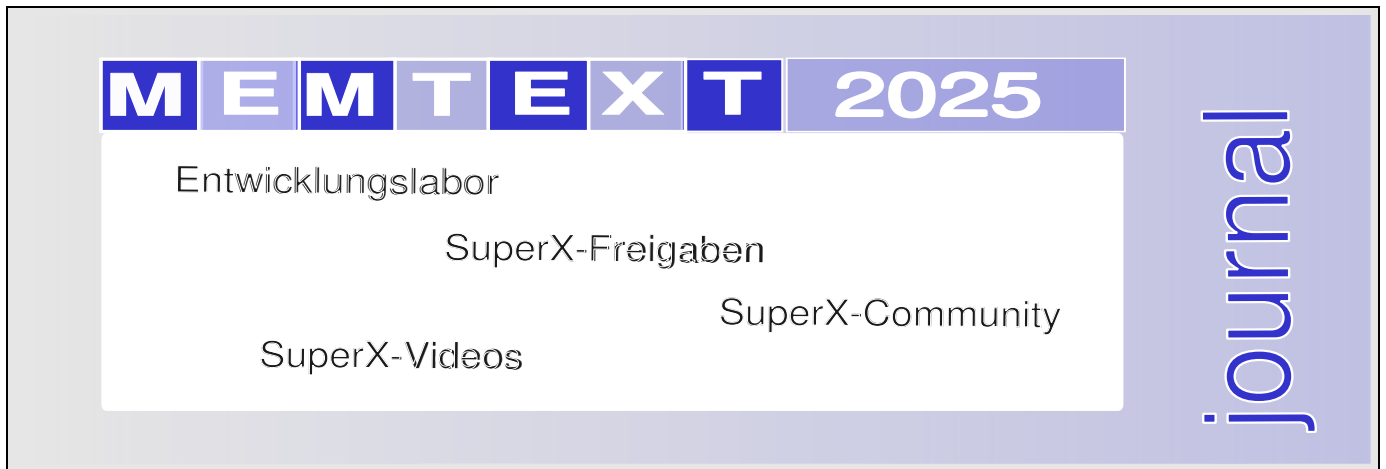 MEMTEXT 2025
Entwicklungslabor
SuperX-Freigaben
SuperX-Community
SuperX-Videos
journal